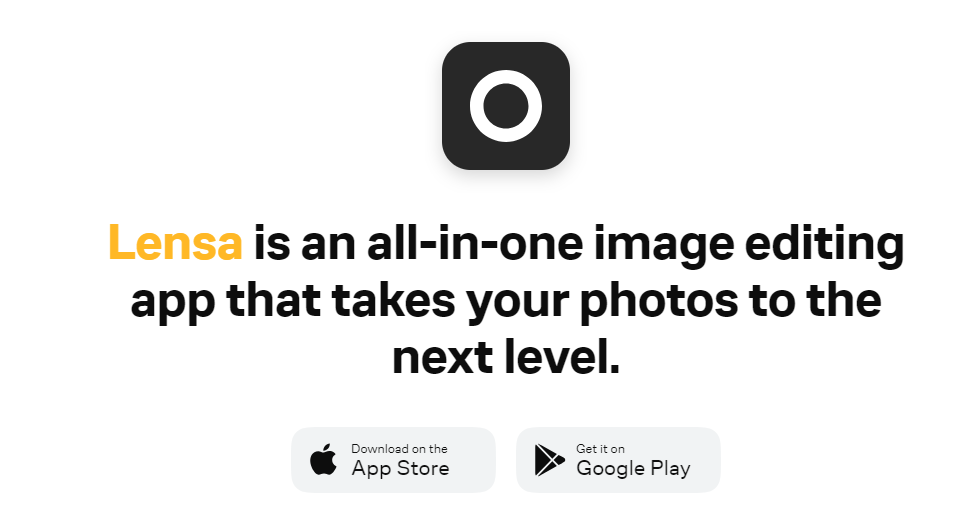 Lensa is an all-in-one image editing
app that takes your photos to the
next level.
Download on the
App Store
Get it on
Google Play